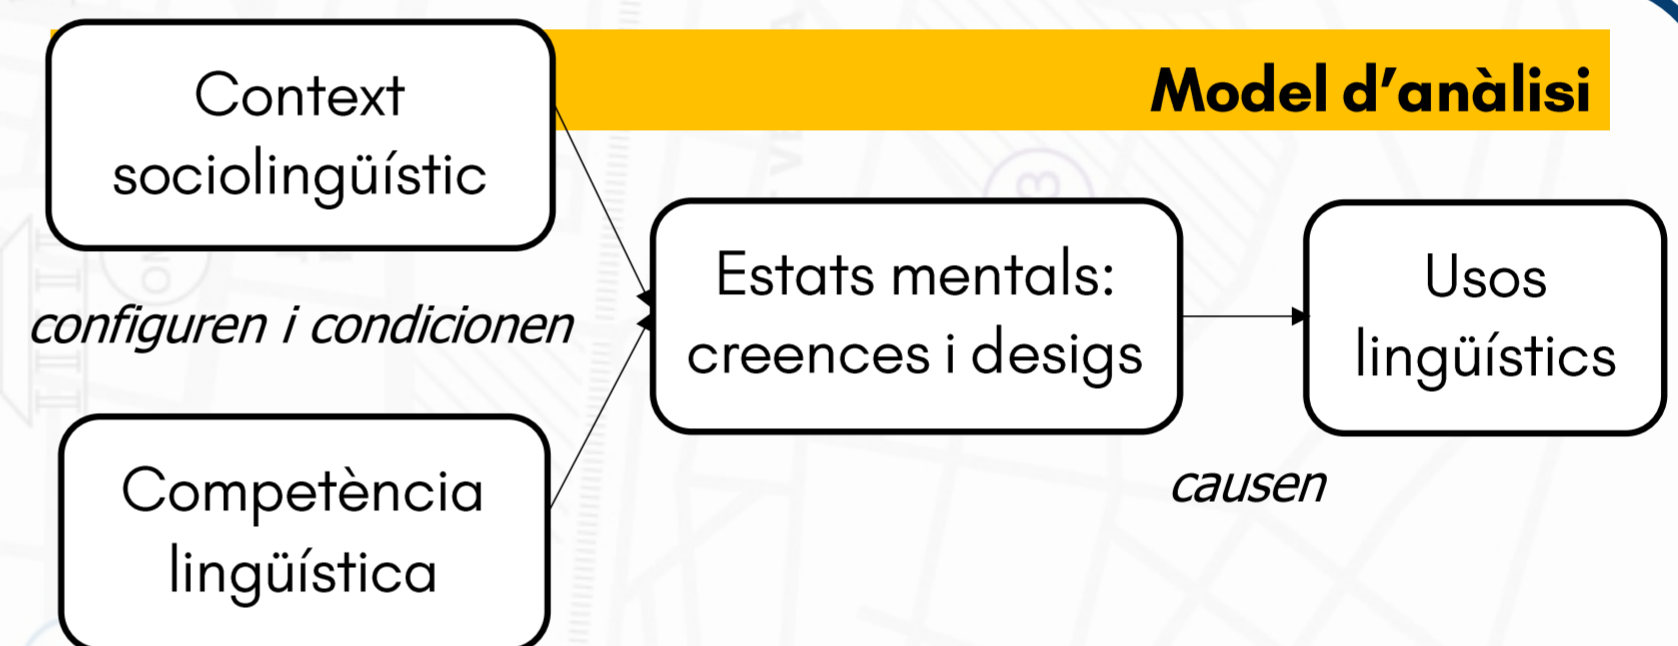 Model d’anàlisi
Context
sociolingüístic
configuren i condicionen
Competència
lingüística
Estats mentals:
creences i desigs
causen
Usos
lingüístics